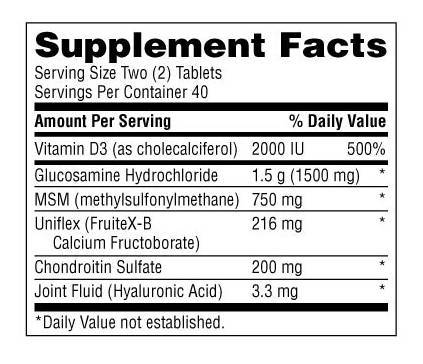 Supplement Facts
Serving Size Two (2) Tablets
Servings Per Container 40
Amount Per Serving % Daily Value
Vitamin D3 (as cholecalciferol) 2000 IU 500%
Glucosamine Hydrochloride 1.5 g (1500 mg) *
MSM (methylsulfonylmethane) 750 mg *
Uniflex (FruiteX-B 216 mg *
Calcium Fructoborate)
Chondroitin Sulfate 200 mg *
Joint Fluid (Hyaluronic Acid) 3.3 mg *
*Daily Value not established.